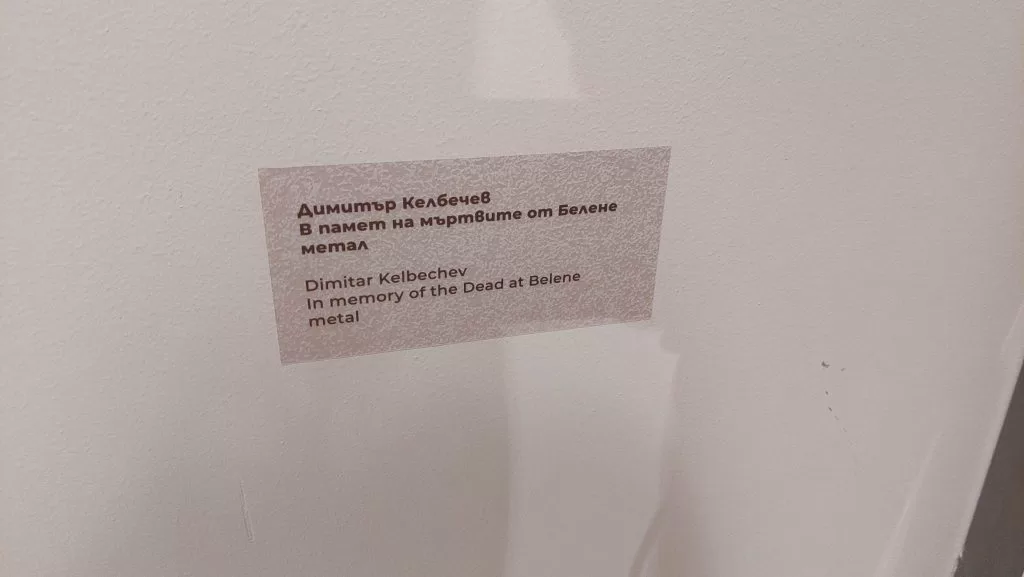 Димитър Келбечев
В памет на мъртвите от Белене
метал
Dimitar Kelbechev
In memory of the Dead at Belene
metal